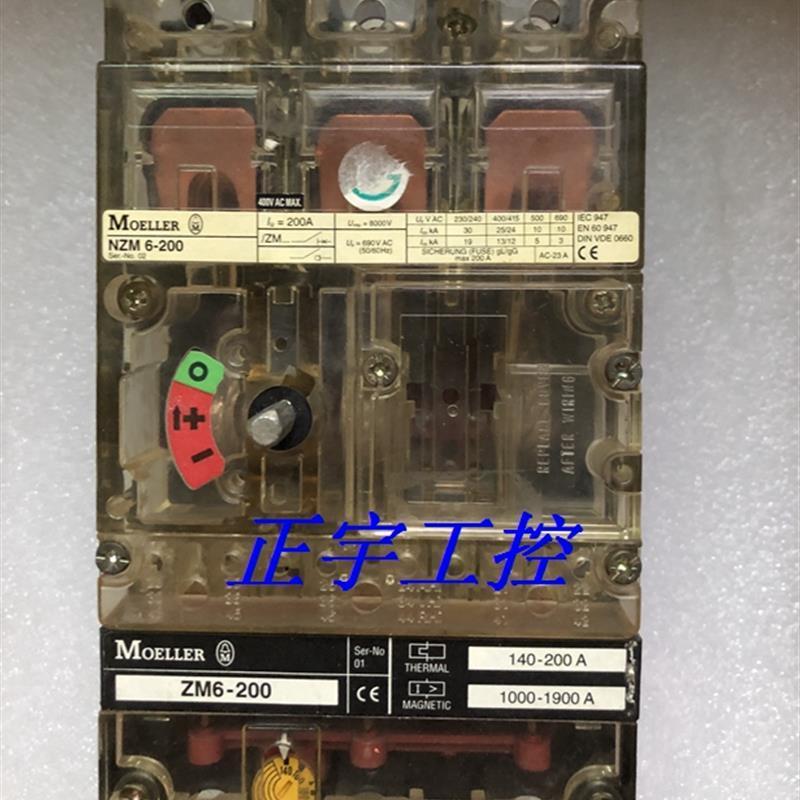 400V AC MAX.
MOELLER
NZM 6-200
Ser.-No. 02
Iu = 200A
/ZM...
Uimp = 8000V
Ue = 690V AC
(50/60Hz)
Ue V AC 230/240 400/415 500 690
Icu kA 30 25/24 10 10
Icn kA 19 13/12 5 3
SICHERUNG (FUSE) gL/gG
max 200 A
AC-23 A
IEC 947
EN 60 947
DIN VDE 0660
CE
O
+
I
REPLACE COVER
AFTER WIRING
正宇工控
MOELLER
ZM6-200
Ser-No
01
CE
THERMAL
140-200 A
I >
MAGNETIC
1000-1900 A
140